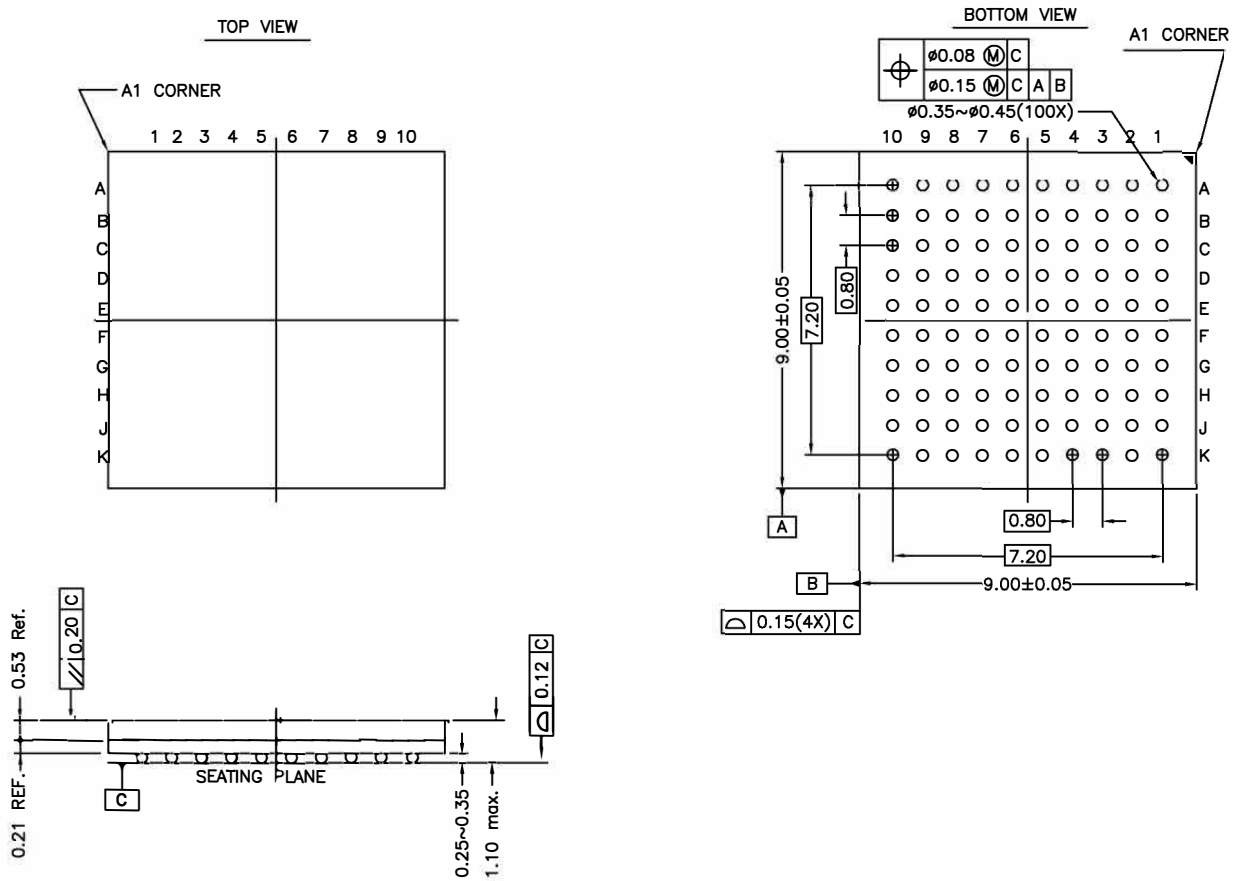 TOP VIEW
A1 CORNER
1 2 3 4 5 6 7 8 9 10
A
B
C
D
E
F
G
H
J
K
BOTTOM VIEW
A1 CORNER
ø0.08 Ⓜ C
ø0.15 Ⓜ C A B
ø0.35~ø0.45(100X)
10 9 8 7 6 5 4 3 2 1
A
B
C
D
E
F
G
H
J
K
9.00±0.05
7.20
0.80
A
0.80
7.20
B
9.00±0.05
0.15(4X) C
0.53 Ref.
0.21 REF.
// 0.20 C
0.12 C
SEATING PLANE
C
0.25~0.35
1.10 max.